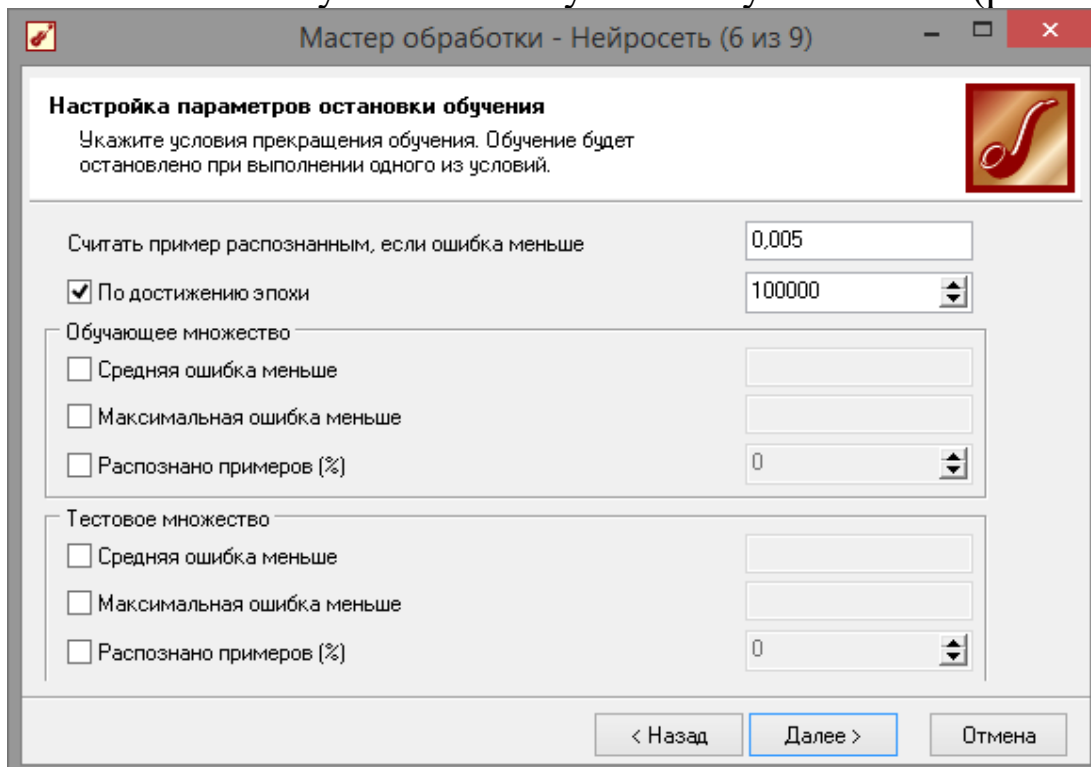 Мастер обработки - Нейросеть (6 из 9)
Настройка параметров остановки обучения
Укажите условия прекращения обучения. Обучение будет
остановлено при выполнении одного из условий.
Считать пример распознанным, если ошибка меньше 0,005
По достижению эпохи 100000
Обучающее множество
Средняя ошибка меньше
Максимальная ошибка меньше
Распознано примеров (%) 0
Тестовое множество
Средняя ошибка меньше
Максимальная ошибка меньше
Распознано примеров (%) 0
< Назад Далее > Отмена